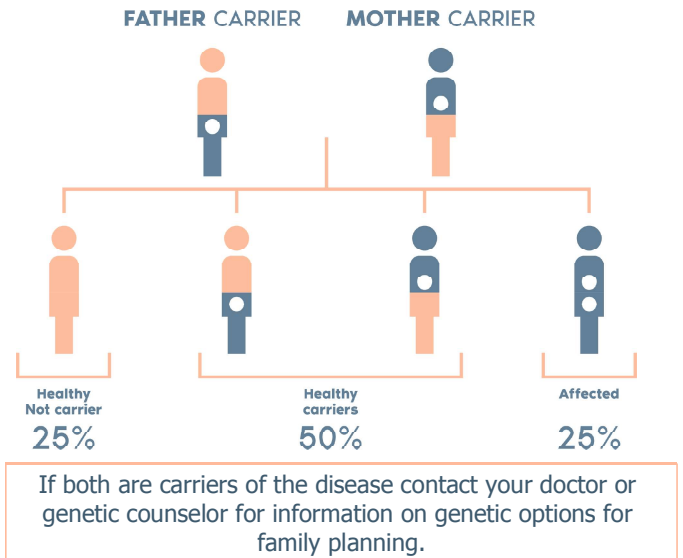 FATHER CARRIER MOTHER CARRIER
Healthy
Not carrier
25%
Healthy
carriers
50%
Affected
25%
If both are carriers of the disease contact your doctor or
genetic counselor for information on genetic options for
family planning.